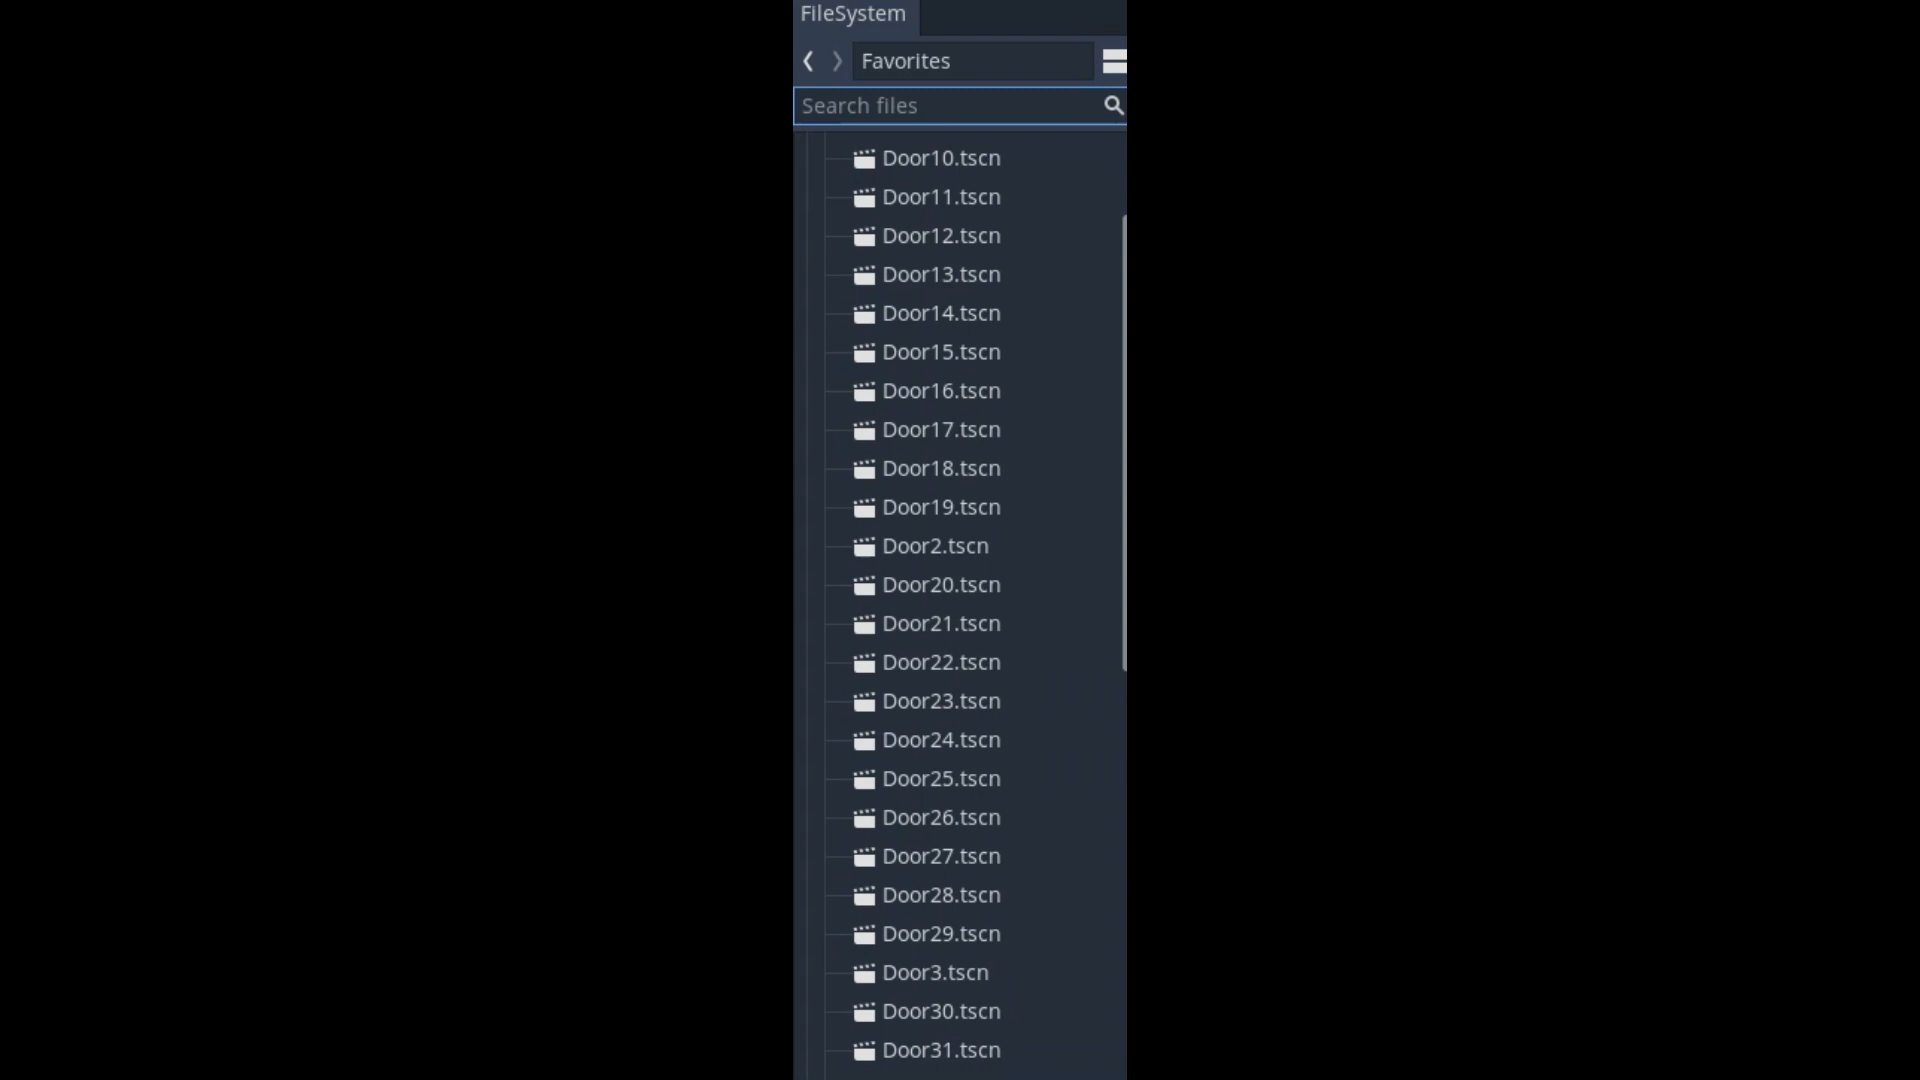 FileSystem
Favorites
Search files
Door10.tscn
Door11.tscn
Door12.tscn
Door13.tscn
Door14.tscn
Door15.tscn
Door16.tscn
Door17.tscn
Door18.tscn
Door19.tscn
Door2.tscn
Door20.tscn
Door21.tscn
Door22.tscn
Door23.tscn
Door24.tscn
Door25.tscn
Door26.tscn
Door27.tscn
Door28.tscn
Door29.tscn
Door3.tscn
Door30.tscn
Door31.tscn